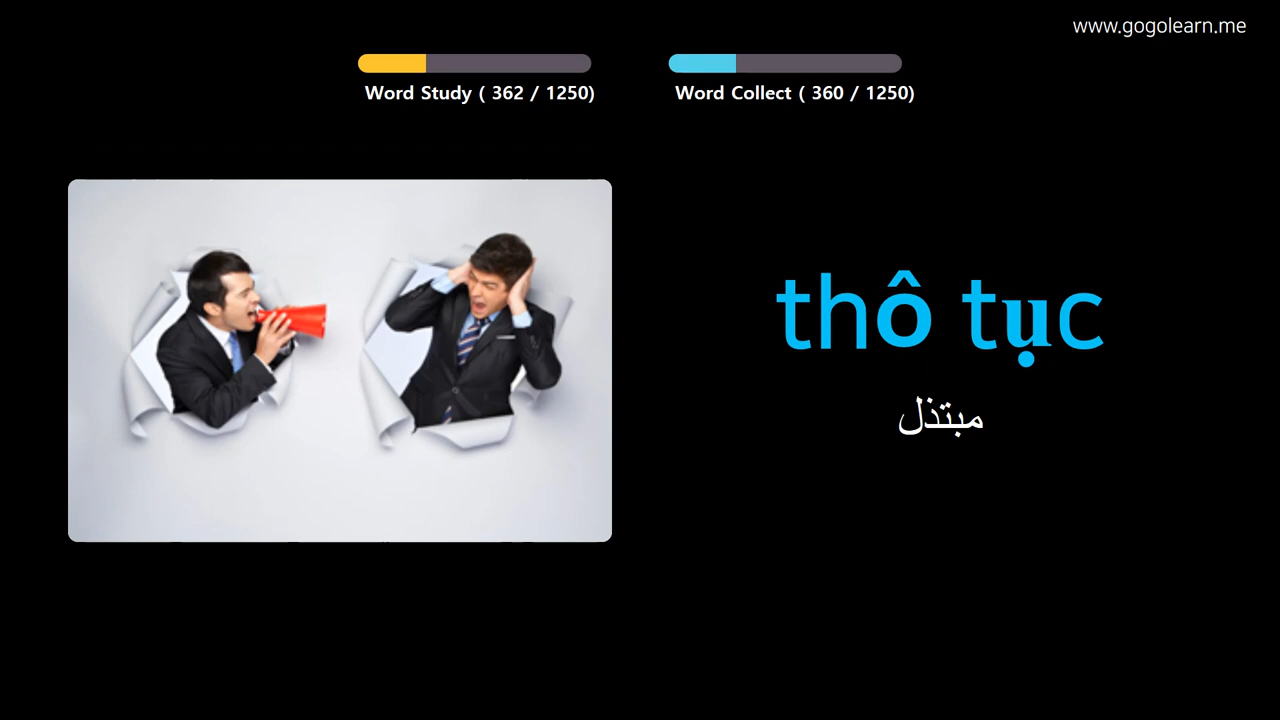 www.gogolearn.me
Word Study ( 362 / 1250)
Word Collect ( 360 / 1250)
thô tục
مبتذل